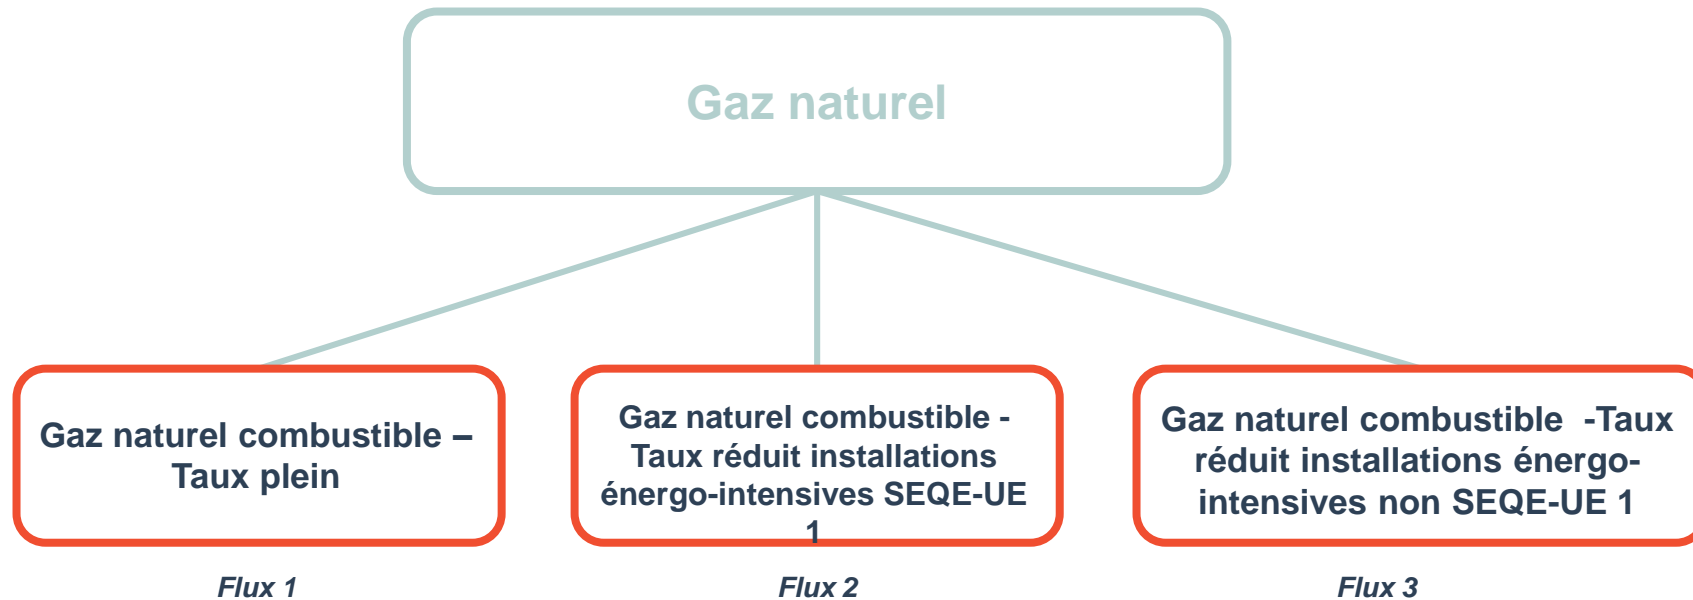 Gaz naturel
Gaz naturel combustible –
Taux plein
Gaz naturel combustible -
Taux réduit installations
énergo-intensives SEQE-UE
1
Gaz naturel combustible  -Taux
réduit installations énergo-
intensives non SEQE-UE 1
Flux 1
Flux 2
Flux 3